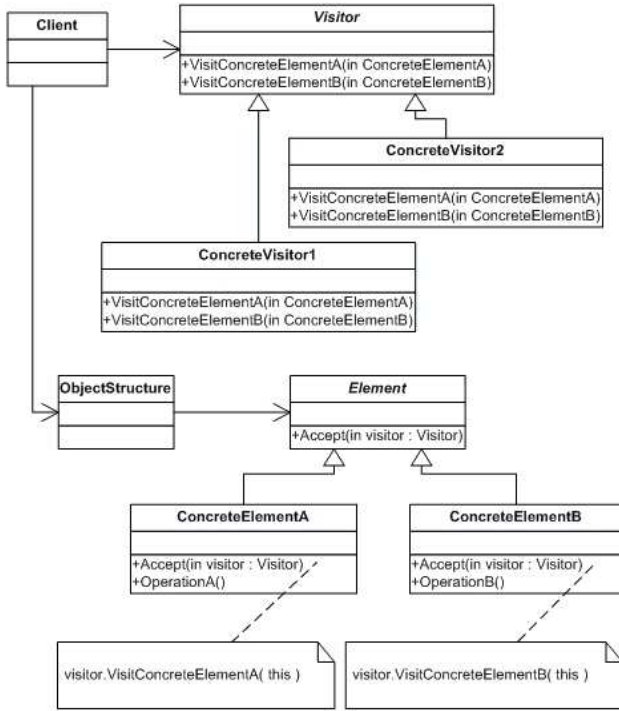 Client
Visitor
+VisitConcreteElementA(in ConcreteElementA)
+VisitConcreteElementB(in ConcreteElementB)
ConcreteVisitor2
+VisitConcreteElementA(in ConcreteElementA)
+VisitConcreteElementB(in ConcreteElementB)
ConcreteVisitor1
+VisitConcreteElementA(in ConcreteElementA)
+VisitConcreteElementB(in ConcreteElementB)
ObjectStructure
Element
+Accept(in visitor : Visitor)
ConcreteElementA
+Accept(in visitor : Visitor)
+OperationA()
ConcreteElementB
+Accept(in visitor : Visitor)
+OperationB()
visitor.VisitConcreteElementA( this )
visitor.VisitConcreteElementB( this )